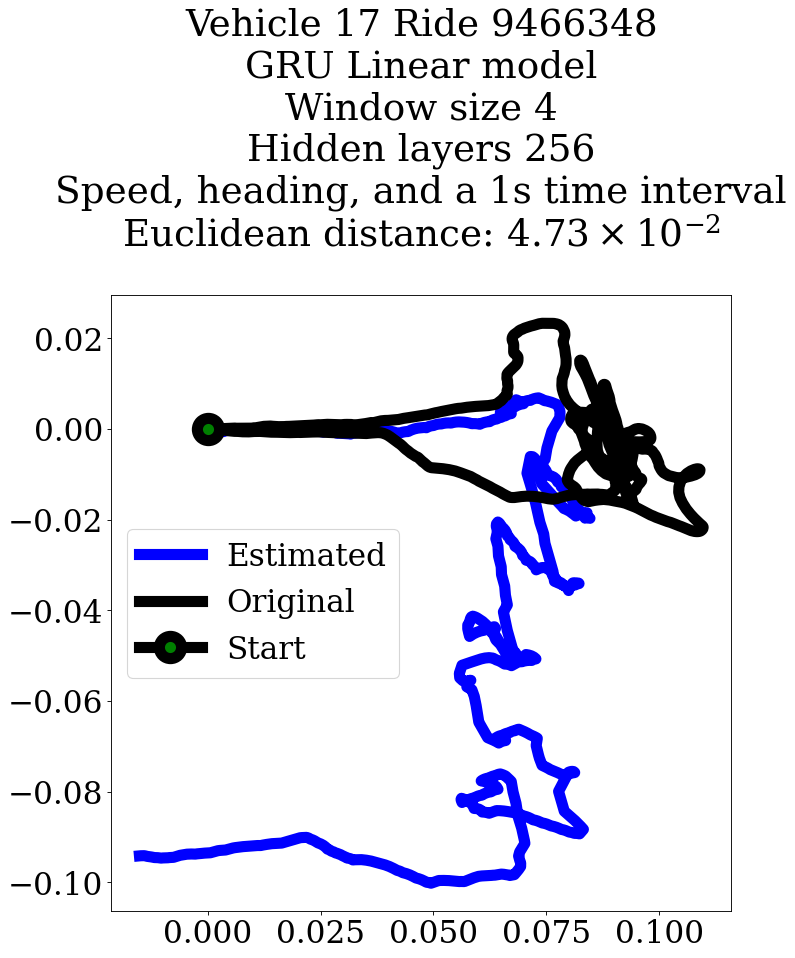 Vehicle 17 Ride 9466348
GRU Linear model
Window size 4
Hidden layers 256
Speed, heading, and a 1s time interval
Euclidean distance: 4.73 × 10⁻²
0.02
0.00
−0.02
−0.04
−0.06
−0.08
−0.10
Estimated
Original
Start
0.000 0.025 0.050 0.075 0.100